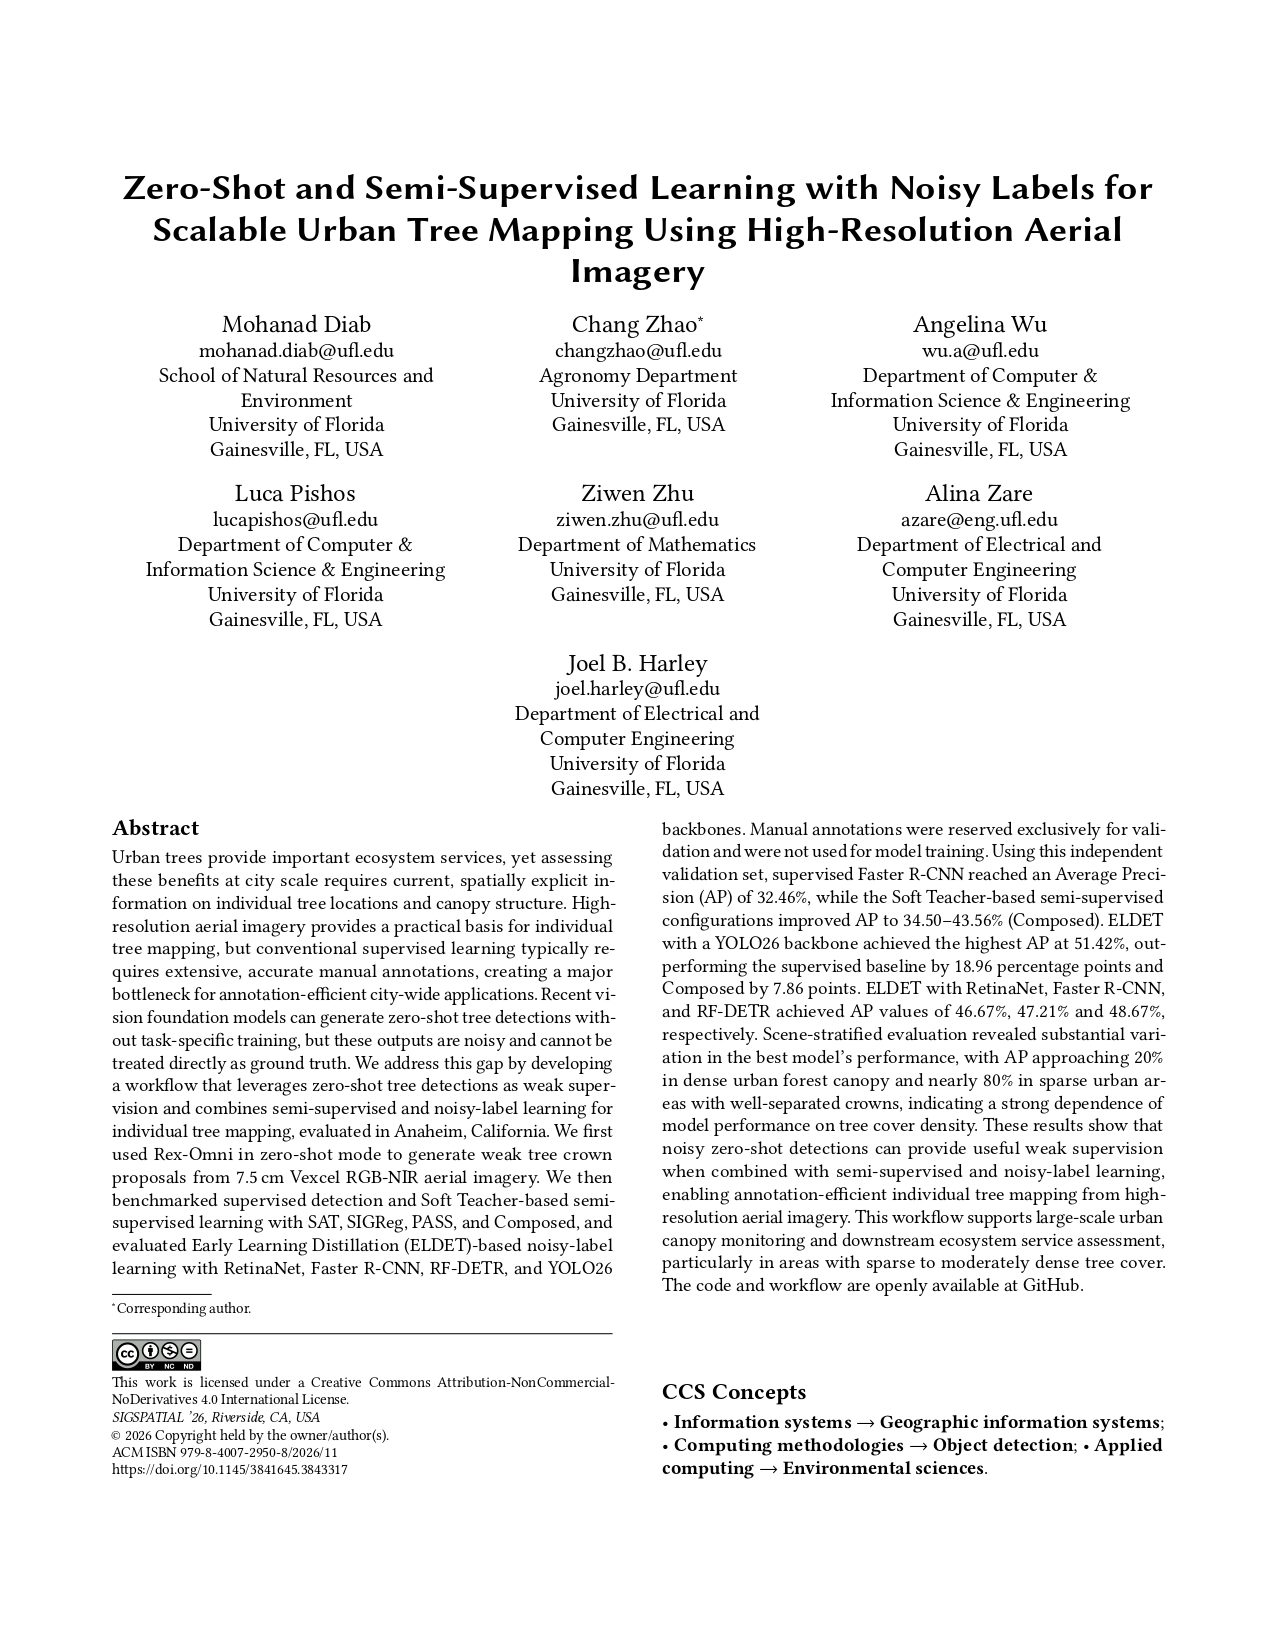 Zero-Shot and Semi-Supervised Learning with Noisy Labels for
Scalable Urban Tree Mapping Using High-Resolution Aerial
Imagery
Mohanad Diab
mohanad.diab@ufl.edu
School of Natural Resources and
Environment
University of Florida
Gainesville, FL, USA
Chang Zhao*
changzhao@ufl.edu
Agronomy Department
University of Florida
Gainesville, FL, USA
Angelina Wu
wu.a@ufl.edu
Department of Computer &
Information Science & Engineering
University of Florida
Gainesville, FL, USA
Luca Pishos
lucapishos@ufl.edu
Department of Computer &
Information Science & Engineering
University of Florida
Gainesville, FL, USA
Ziwen Zhu
ziwen.zhu@ufl.edu
Department of Mathematics
University of Florida
Gainesville, FL, USA
Alina Zare
azare@eng.ufl.edu
Department of Electrical and
Computer Engineering
University of Florida
Gainesville, FL, USA
Joel B. Harley
joel.harley@ufl.edu
Department of Electrical and
Computer Engineering
University of Florida
Gainesville, FL, USA
Abstract
Urban trees provide important ecosystem services, yet assessing
these benefits at city scale requires current, spatially explicit in-
formation on individual tree locations and canopy structure. High-
resolution aerial imagery provides a practical basis for individual
tree mapping, but conventional supervised learning typically re-
quires extensive, accurate manual annotations, creating a major
bottleneck for annotation-efficient city-wide applications. Recent vi-
sion foundation models can generate zero-shot tree detections with-
out task-specific training, but these outputs are noisy and cannot be
treated directly as ground truth. We address this gap by developing
a workflow that leverages zero-shot tree detections as weak super-
vision and combines semi-supervised and noisy-label learning for
individual tree mapping, evaluated in Anaheim, California. We first
used Rex-Omni in zero-shot mode to generate weak tree crown
proposals from 7.5 cm Vexcel RGB-NIR aerial imagery. We then
benchmarked supervised detection and Soft Teacher-based semi-
supervised learning with SAT, SIGReg, PASS, and Composed, and
evaluated Early Learning Distillation (ELDET)-based noisy-label
learning with RetinaNet, Faster R-CNN, RF-DETR, and YOLO26
*Corresponding author.
CC BY NC ND
This work is licensed under a Creative Commons Attribution-NonCommercial-
NoDerivatives 4.0 International License.
SIGSPATIAL '26, Riverside, CA, USA
© 2026 Copyright held by the owner/author(s).
ACM ISBN 979-8-4007-2950-8/2026/11
https://doi.org/10.1145/3841645.3843317
backbones. Manual annotations were reserved exclusively for vali-
dation and were not used for model training. Using this independent
validation set, supervised Faster R-CNN reached an Average Preci-
sion (AP) of 32.46%, while the Soft Teacher-based semi-supervised
configurations improved AP to 34.50–43.56% (Composed). ELDET
with a YOLO26 backbone achieved the highest AP at 51.42%, out-
performing the supervised baseline by 18.96 percentage points and
Composed by 7.86 points. ELDET with RetinaNet, Faster R-CNN,
and RF-DETR achieved AP values of 46.67%, 47.21% and 48.67%,
respectively. Scene-stratified evaluation revealed substantial vari-
ation in the best model's performance, with AP approaching 20%
in dense urban forest canopy and nearly 80% in sparse urban ar-
eas with well-separated crowns, indicating a strong dependence of
model performance on tree cover density. These results show that
noisy zero-shot detections can provide useful weak supervision
when combined with semi-supervised and noisy-label learning,
enabling annotation-efficient individual tree mapping from high-
resolution aerial imagery. This workflow supports large-scale urban
canopy monitoring and downstream ecosystem service assessment,
particularly in areas with sparse to moderately dense tree cover.
The code and workflow are openly available at GitHub.
CCS Concepts
• Information systems → Geographic information systems;
• Computing methodologies → Object detection; • Applied
computing → Environmental sciences.